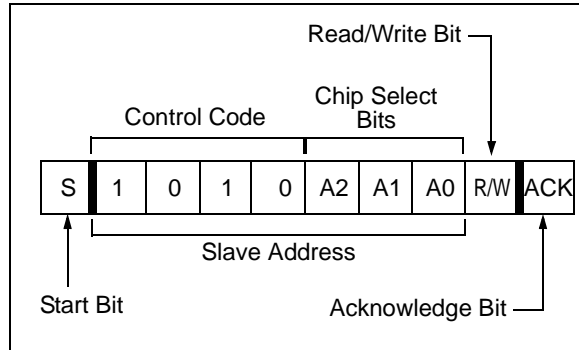 Read/Write Bit
Chip Select
Control Code Bits
S 1 0 1 0 A2 A1 A0 R/W ACK
Slave Address
Start Bit
Acknowledge Bit